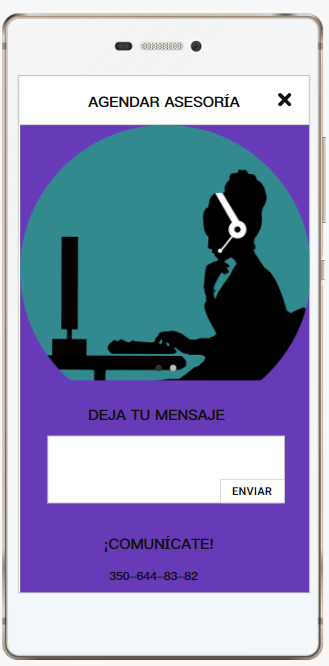 AGENDAR ASESORÍA
DEJA TU MENSAJE
ENVIAR
¡COMUNÍCATE!
350-644-83-82